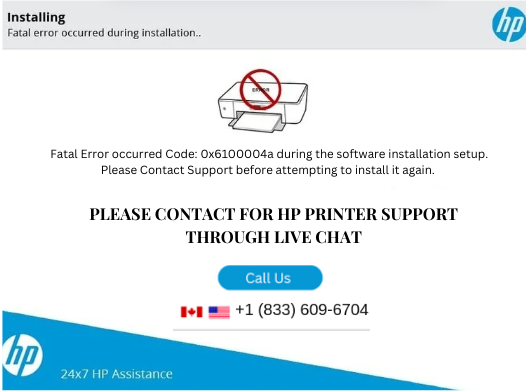 Installing
Fatal error occurred during installation..
hp
ERROR
Fatal Error occurred Code: 0x6100004a during the software installation setup.
Please Contact Support before attempting to install it again.
PLEASE CONTACT FOR HP PRINTER SUPPORT
THROUGH LIVE CHAT
Call Us
+1 (833) 609-6704
hp
24x7 HP Assistance